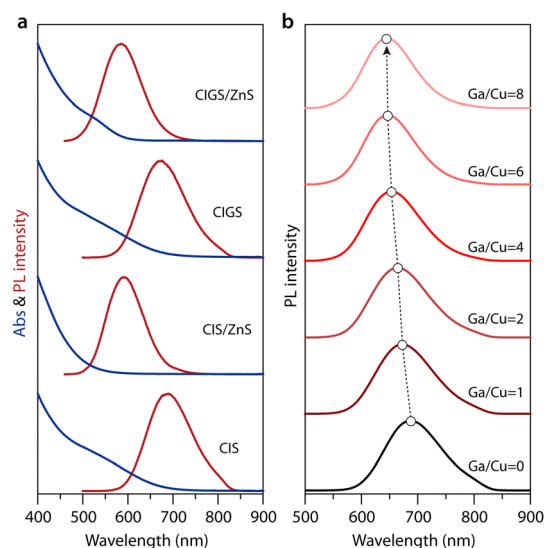 a
b
CIGS/ZnS
CIGS
CIS/ZnS
CIS
Abs & PL intensity
400 500 600 700 800 900
Wavelength (nm)
Ga/Cu=8
Ga/Cu=6
Ga/Cu=4
Ga/Cu=2
Ga/Cu=1
Ga/Cu=0
PL intensity
500 600 700 800 900
Wavelength (nm)